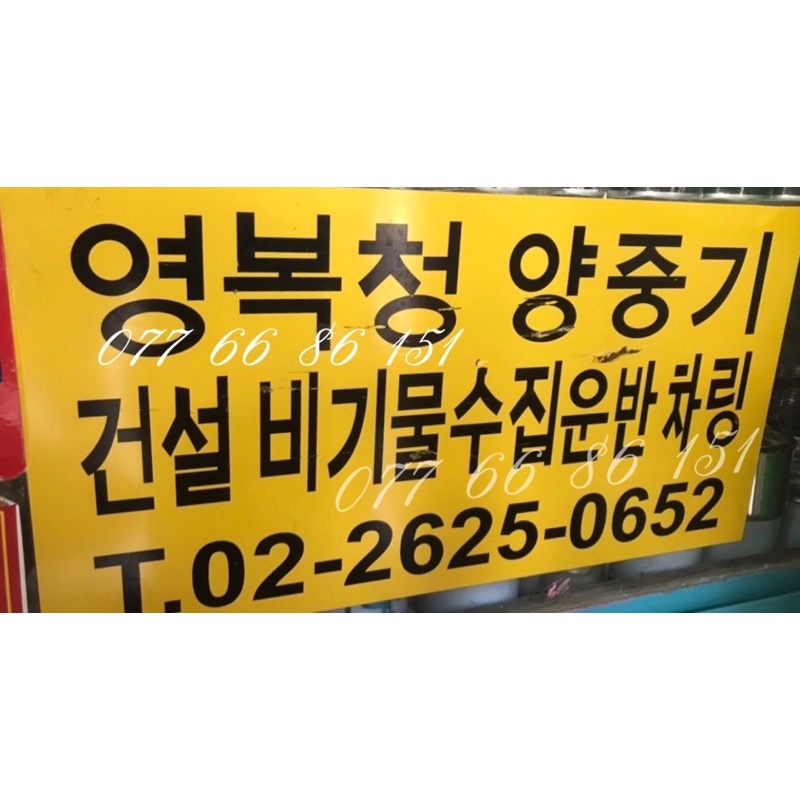 영복청 양중기
077 66 86 151
건설 비기물수집운반 차링
077 66 86 151
T.02-2625-0652